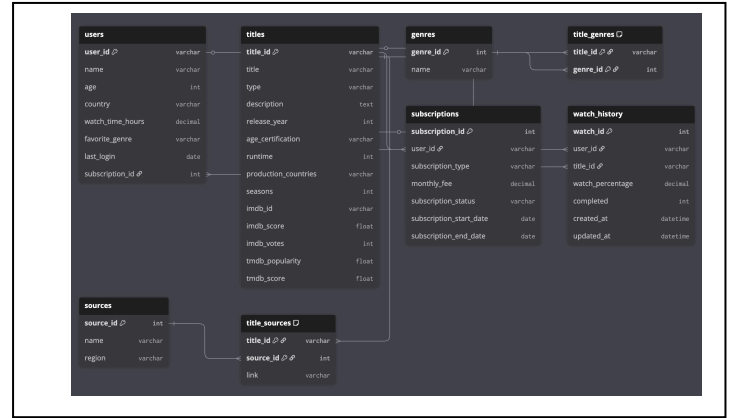 users
user_id varchar
name varchar
age int
country varchar
watch_time_hours decimal
favorite_genre varchar
last_login date
subscription_id int
titles
title_id varchar
title varchar
type varchar
description text
release_year int
age_certification varchar
runtime int
production_countries varchar
seasons int
imdb_id varchar
imdb_score float
imdb_votes int
tmdb_popularity float
tmdb_score float
genres
genre_id int
name varchar
title_genres
title_id varchar
genre_id int
subscriptions
subscription_id int
user_id varchar
subscription_type varchar
monthly_fee decimal
subscription_status varchar
subscription_start_date date
subscription_end_date date
watch_history
watch_id int
user_id varchar
title_id varchar
watch_percentage decimal
completed int
created_at datetime
updated_at datetime
sources
source_id int
name varchar
region varchar
title_sources
title_id varchar
source_id int
link varchar